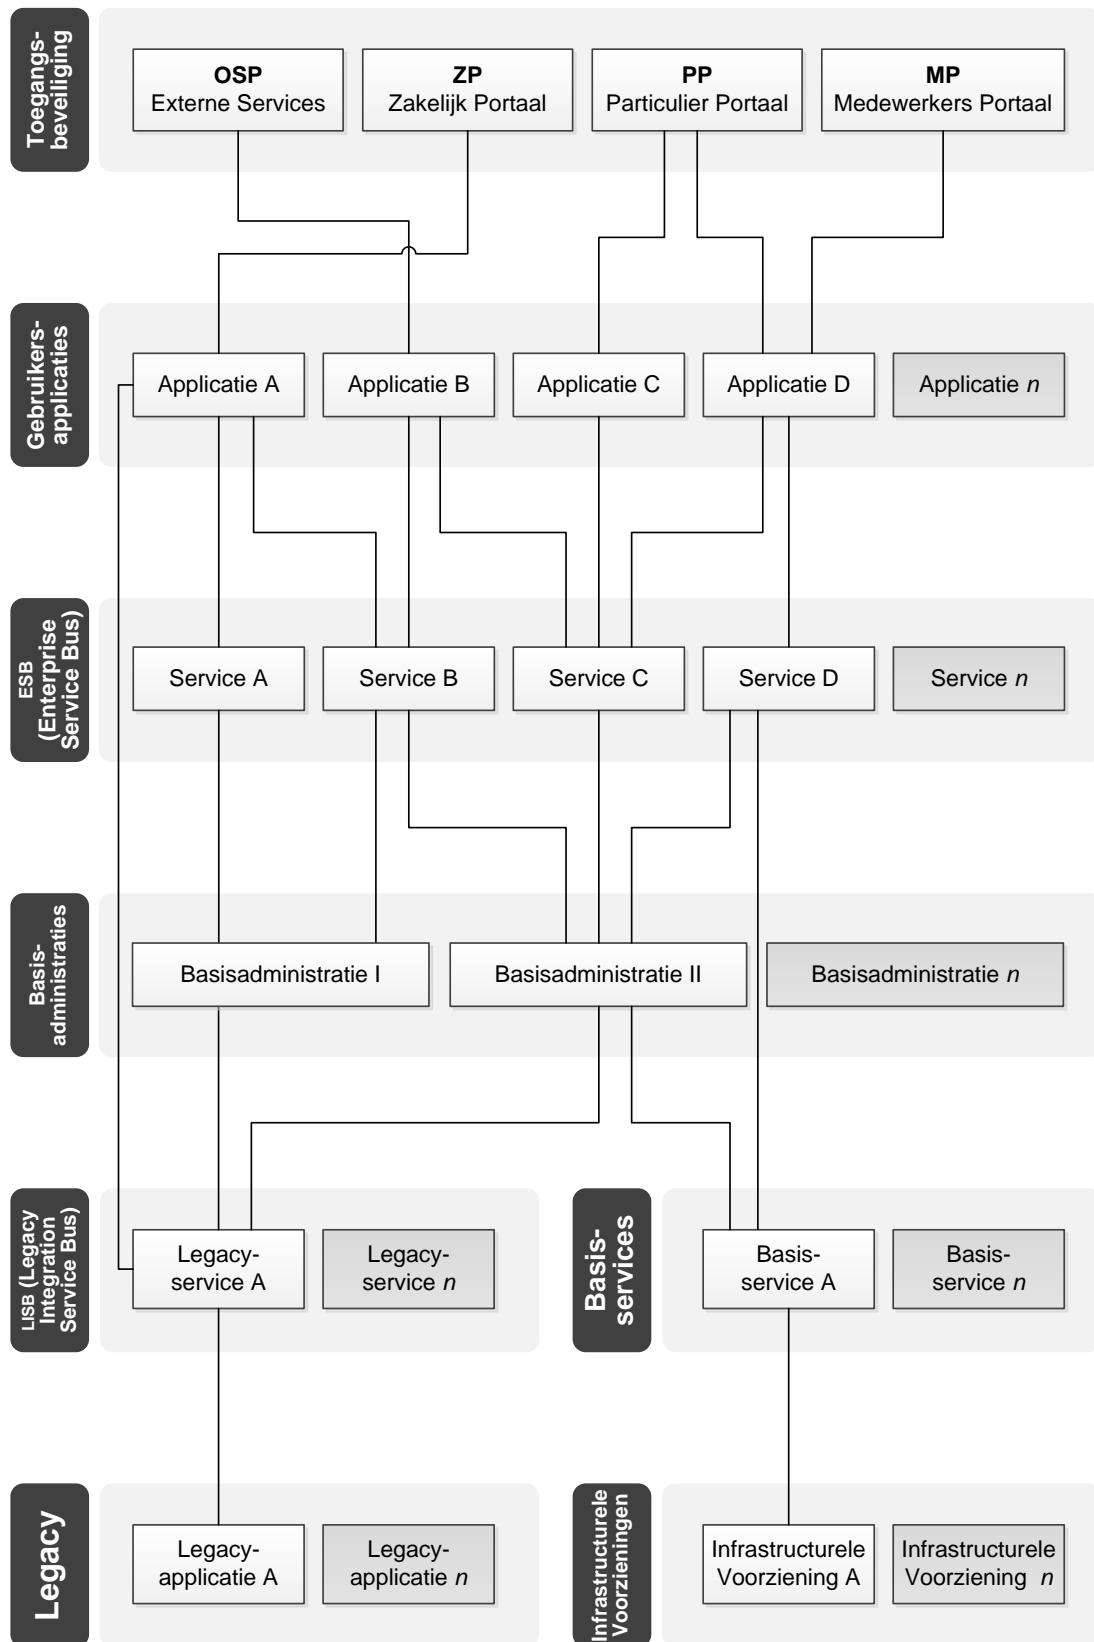 Toegangs-
beveiliging
OSP
Externe Services
ZP
Zakelijk Portaal
PP
Particulier Portaal
MP
Medewerkers Portaal
Gebruikers-
applicaties
Applicatie A
Applicatie B
Applicatie C
Applicatie D
Applicatie n
ESB
(Enterprise
Service Bus)
Service A
Service B
Service C
Service D
Service n
Basis-
administraties
Basisadministratie I
Basisadministratie II
Basisadministratie n
LISB (Legacy
Integration
Service Bus)
Legacy-
service A
Legacy-
service n
Basis-
services
Basis-
service A
Basis-
service n
Legacy
Legacy-
applicatie A
Legacy-
applicatie n
Infrastructurele
Voorzieningen
Infrastructurele
Voorziening A
Infrastructurele
Voorziening n